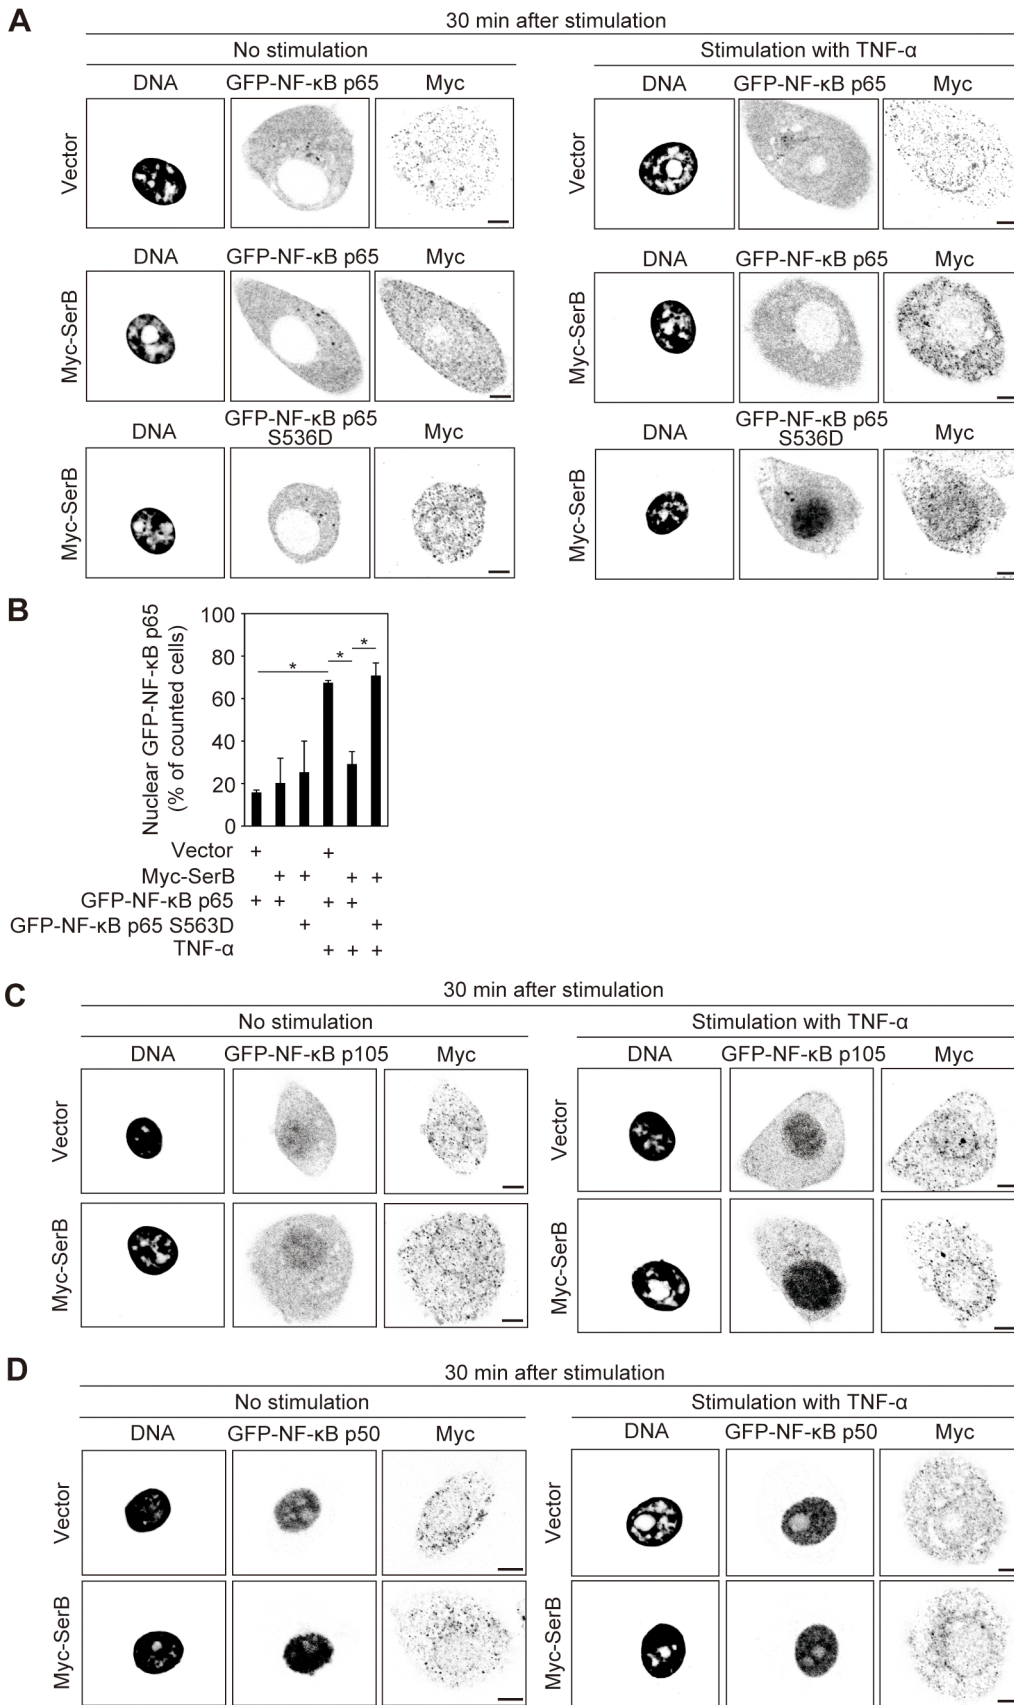 A
30 min after stimulation
No stimulation
Stimulation with TNF-α
DNA GFP-NF-κB p65 Myc
DNA GFP-NF-κB p65 Myc
Vector
Vector
DNA GFP-NF-κB p65 Myc
DNA GFP-NF-κB p65 Myc
Myc-SerB
Myc-SerB
DNA GFP-NF-κB p65 S536D Myc
DNA GFP-NF-κB p65 S536D Myc
Myc-SerB
Myc-SerB
B
Nuclear GFP-NF-κB p65
(% of counted cells)
100
80
60
40
20
0
* * *
Vector + +
Myc-SerB + + + +
GFP-NF-κB p65 + + + +
GFP-NF-κB p65 S563D + +
TNF-α + + +
C
30 min after stimulation
No stimulation
Stimulation with TNF-α
DNA GFP-NF-κB p105 Myc
DNA GFP-NF-κB p105 Myc
Vector
Vector
Myc-SerB
Myc-SerB
D
30 min after stimulation
No stimulation
Stimulation with TNF-α
DNA GFP-NF-κB p50 Myc
DNA GFP-NF-κB p50 Myc
Vector
Vector
Myc-SerB
Myc-SerB